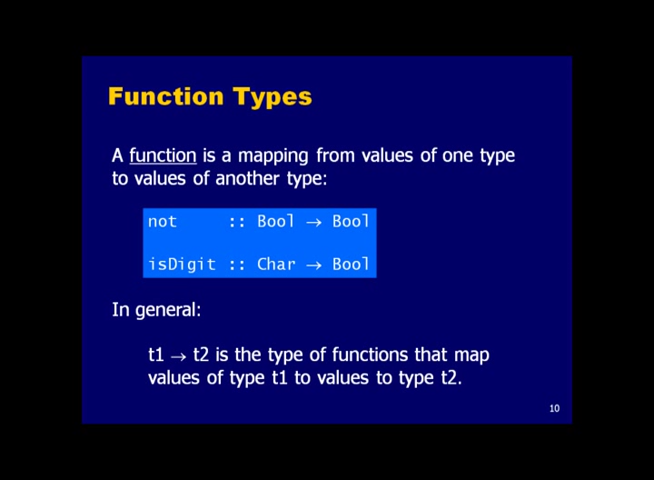 Function Types
A function is a mapping from values of one type
to values of another type:
not :: Bool → Bool
isDigit :: Char → Bool
In general:
t1 → t2 is the type of functions that map
values of type t1 to values to type t2.
10